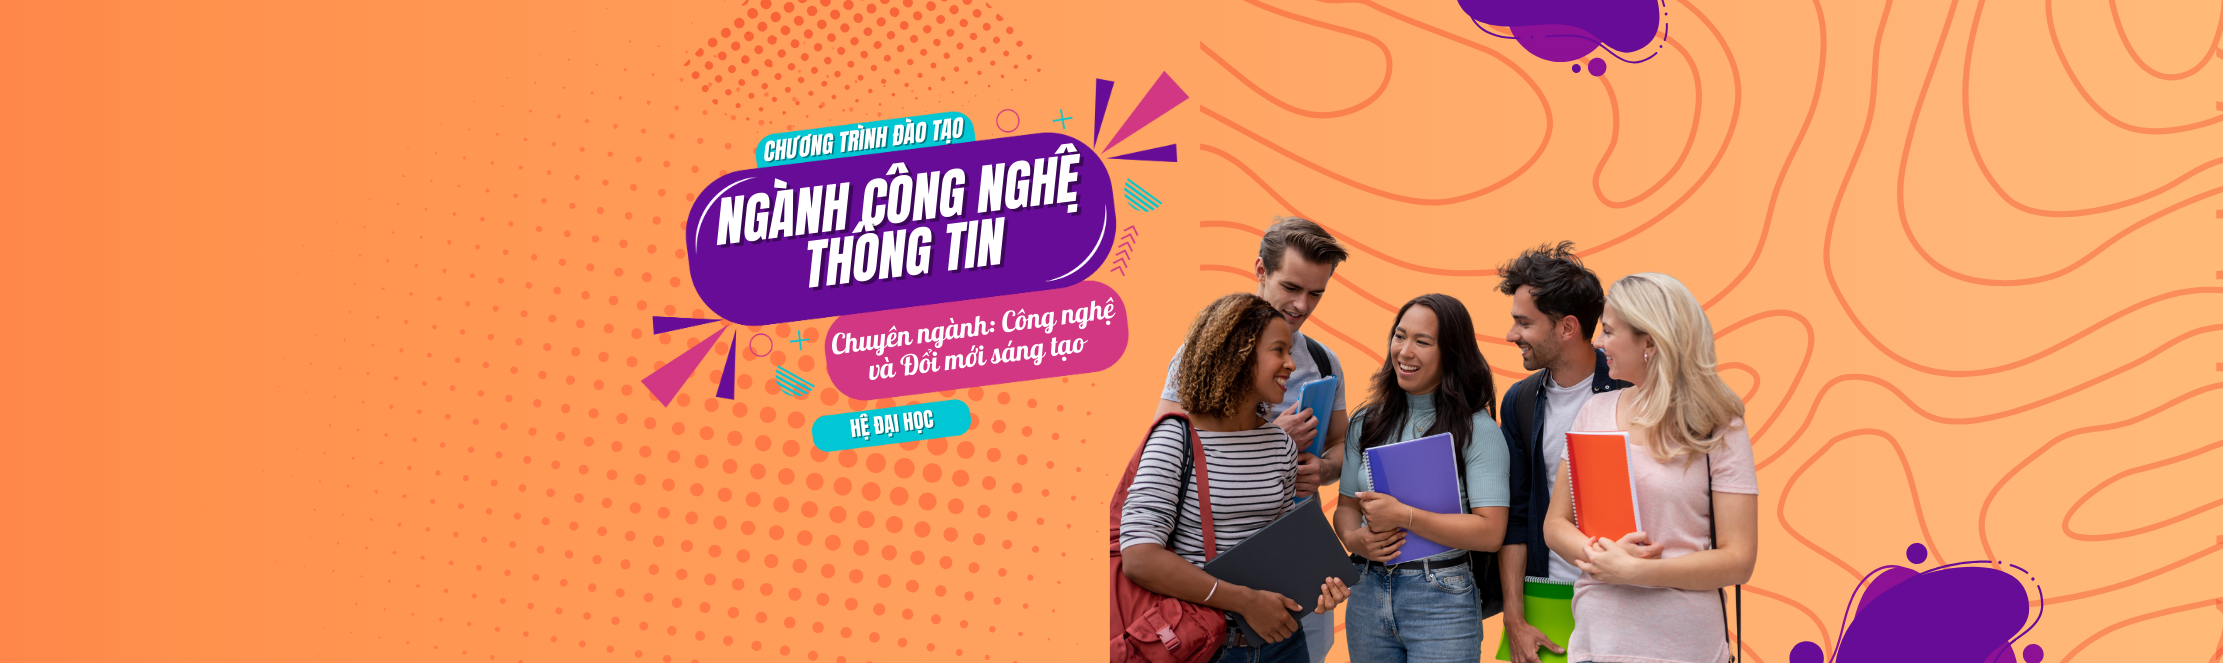 CHƯƠNG TRÌNH ĐÀO TẠO
NGÀNH CÔNG NGHỆ
THÔNG TIN
Chuyên ngành: Công nghệ
và Đổi mới sáng tạo
HỆ ĐẠI HỌC